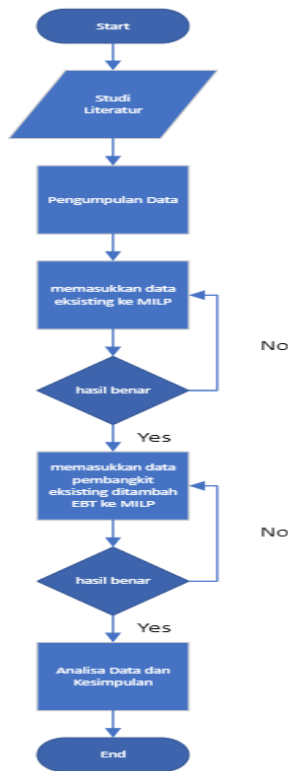 Start
Studi
Literatur
Pengumpulan Data
memasukkan data
eksisting ke MILP
No
hasil benar
Yes
memasukkan data
pembangkit
eksisting ditambah
EBT ke MILP
No
hasil benar
Yes
Analisa Data dan
Kesimpulan
End